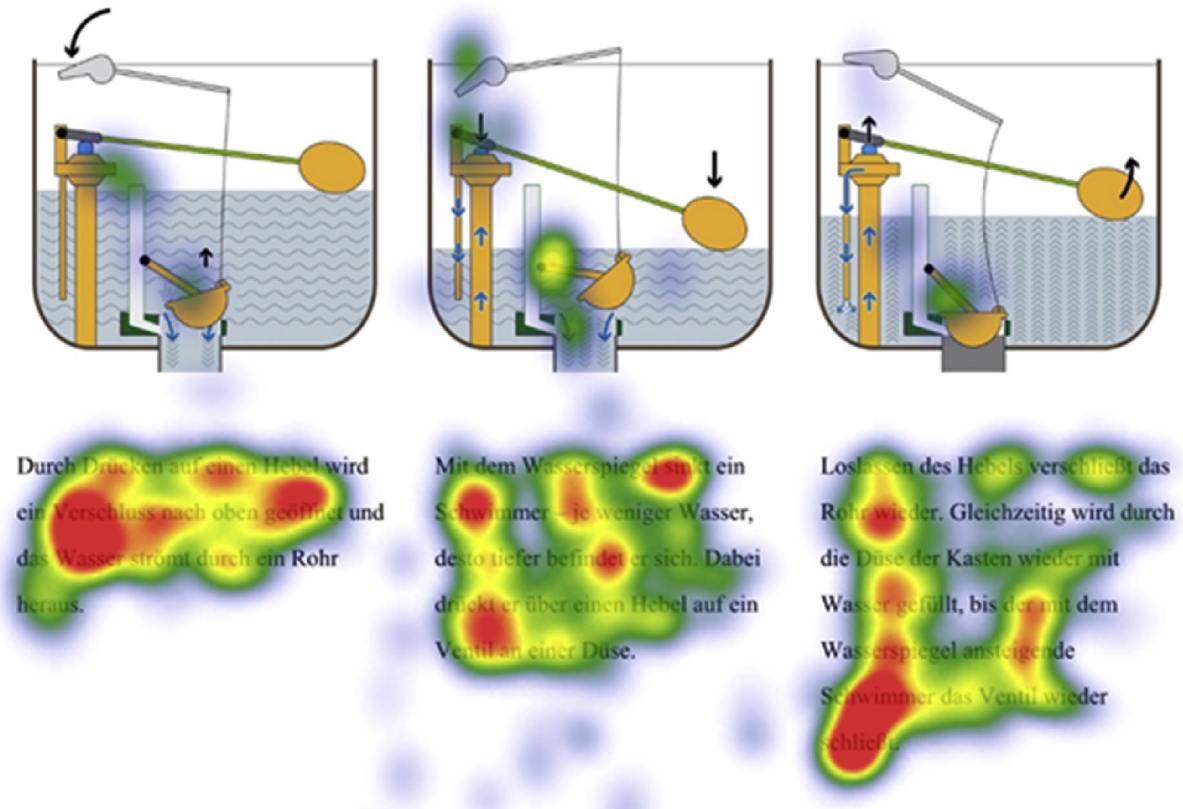 Durch Drücken auf einen Hebel wird
ein Verschluss nach oben geöffnet und
das Wasser strömt durch ein Rohr
heraus.
Mit dem Wasserspiegel sinkt ein
Schwimmer – je weniger Wasser,
desto tiefer befindet er sich. Dabei
drückt er über einen Hebel auf ein
Ventil an einer Düse.
Loslassen des Hebels verschließt das
Rohr wieder. Gleichzeitig wird durch
die Düse der Kasten wieder mit
Wasser gefüllt, bis der mit dem
Wasserspiegel ansteigende
Schwimmer das Ventil wieder
schließt.